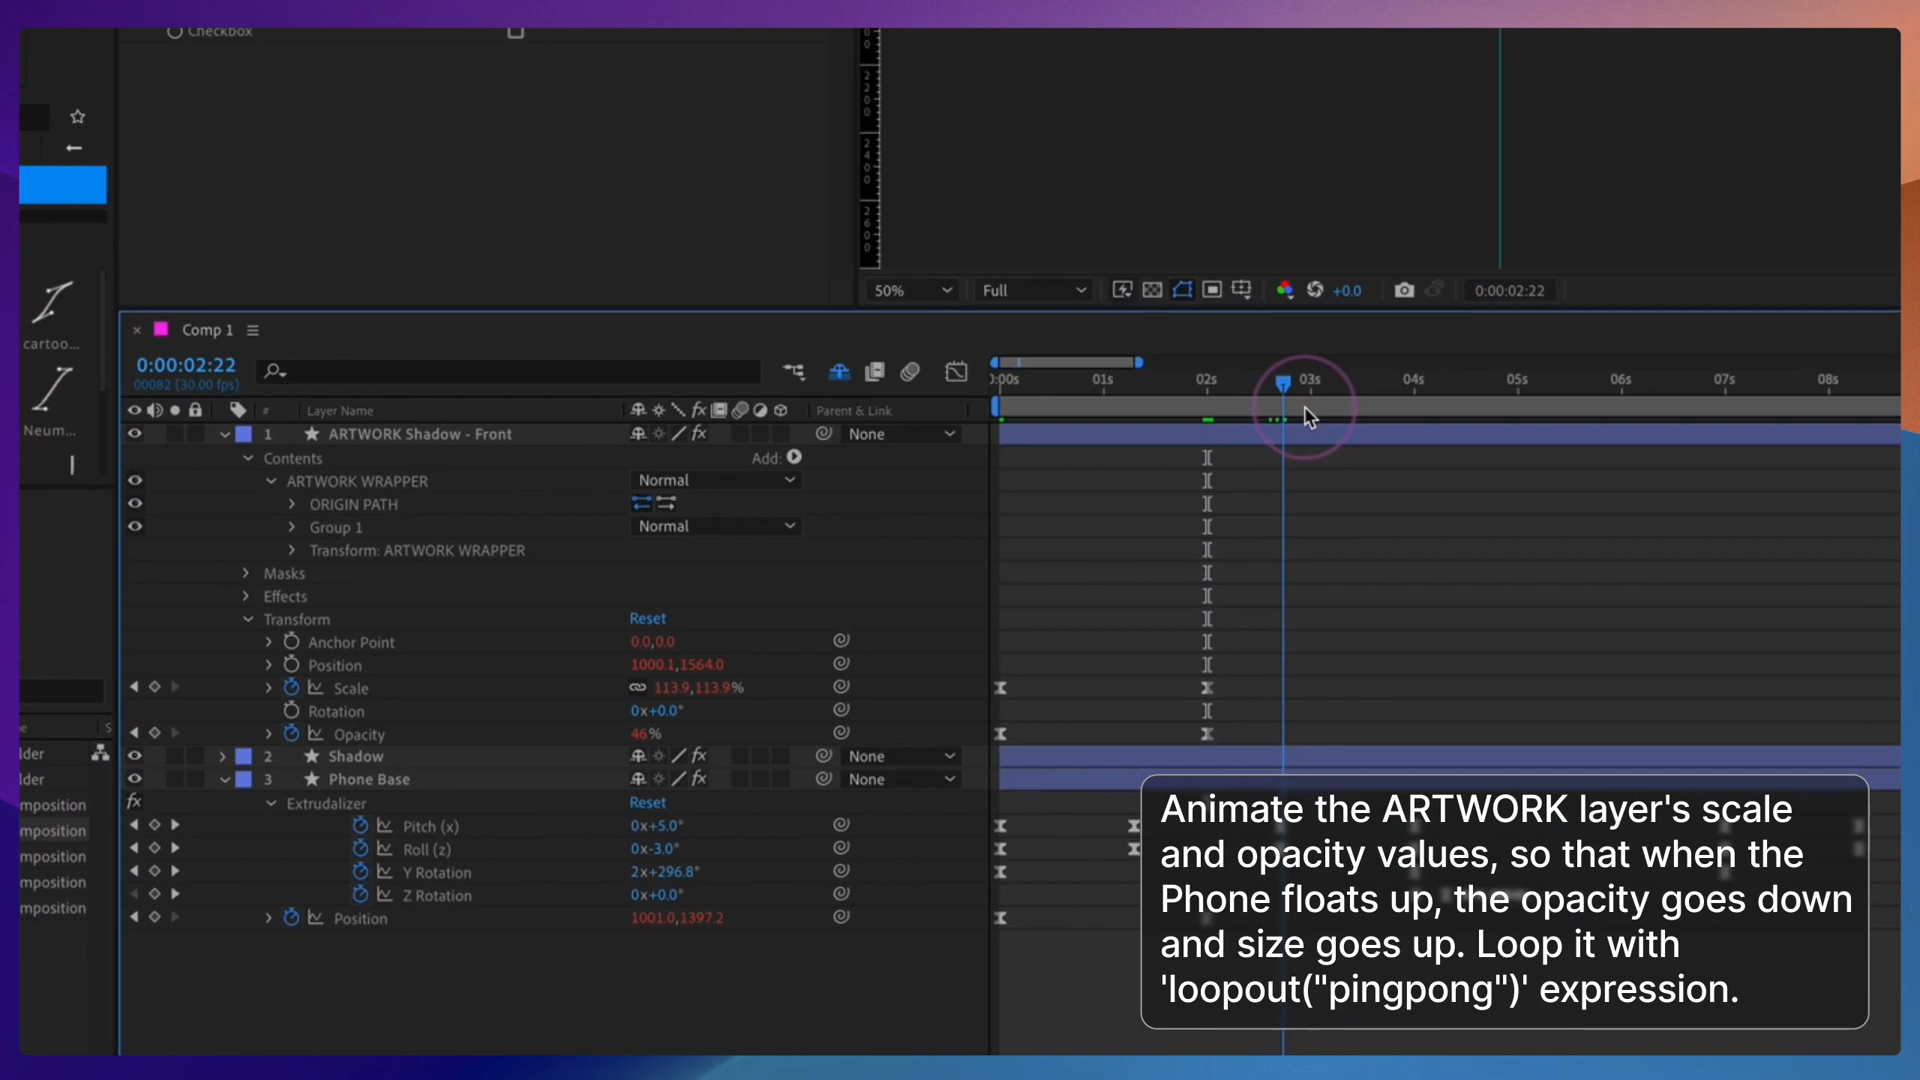 Checkbox
50%
Full
+0.0
0:00:02:22
Comp 1
0:00:02:22
00082 (30.00 fps)
0:00s 01s 02s 03s 04s 05s 06s 07s 08s
# Layer Name fx Parent & Link
1 ARTWORK Shadow - Front fx None
Contents Add:
ARTWORK WRAPPER Normal
ORIGIN PATH
Group 1 Normal
Transform: ARTWORK WRAPPER
Masks
Effects
Transform Reset
Anchor Point 0.0,0.0
Position 1000.1,1564.0
Scale 113.9,113.9%
Rotation 0x+0.0°
Opacity 46%
2 Shadow fx None
3 Phone Base fx None
fx Extrudalizer Reset
Pitch (x) 0x+5.0°
Roll (z) 0x-3.0°
Y Rotation 2x+296.8°
Z Rotation 0x+0.0°
Position 1001.0,1397.2
cartoo...
Neum...
lder
lder
mposition
mposition
mposition
mposition
mposition
Animate the ARTWORK layer's scale
and opacity values, so that when the
Phone floats up, the opacity goes down
and size goes up. Loop it with
'loopout("pingpong")' expression.